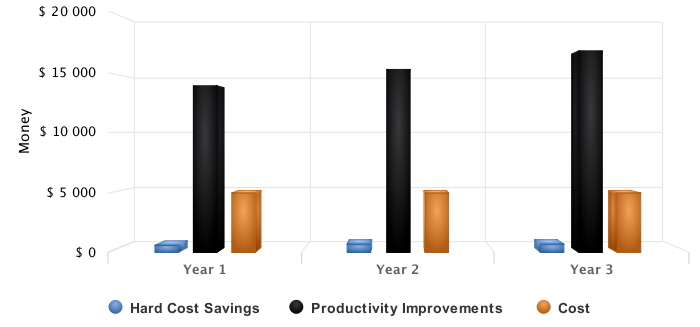 $ 20 000
$ 15 000
$ 10 000
$ 5 000
$ 0
Money
Year 1 Year 2 Year 3
Hard Cost Savings Productivity Improvements Cost